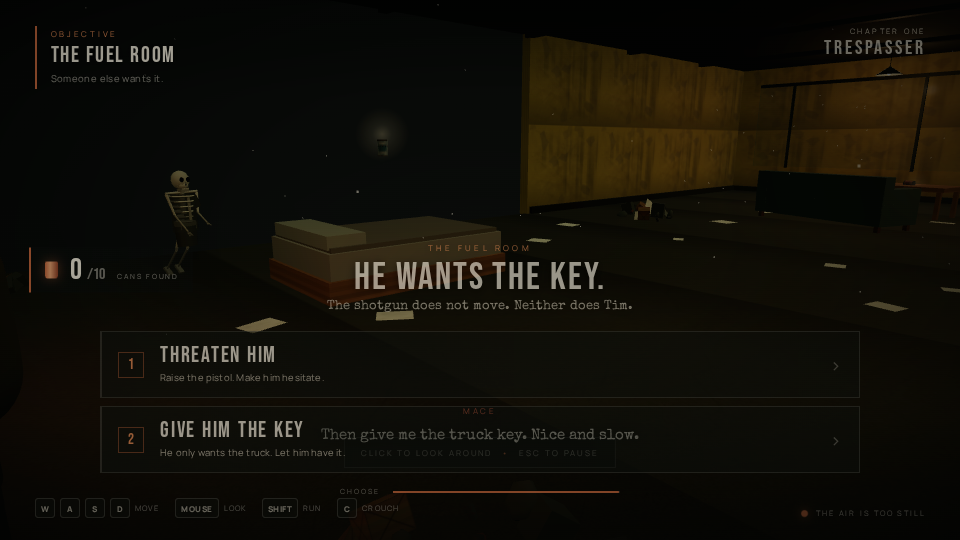 OBJECTIVE
THE FUEL ROOM
Someone else wants it.
CHAPTER ONE
TRESPASSER
0 /10 CANS FOUND
THE FUEL ROOM
HE WANTS THE KEY.
The shotgun does not move. Neither does Tim.
1
THREATEN HIM
Raise the pistol. Make him hesitate.
2
GIVE HIM THE KEY
He only wants the truck. Let him have it.
MACE
Then give me the truck key. Nice and slow.
CLICK TO LOOK AROUND • ESC TO PAUSE
CHOOSE
W A S D MOVE MOUSE LOOK SHIFT RUN C CROUCH
THE AIR IS TOO STILL